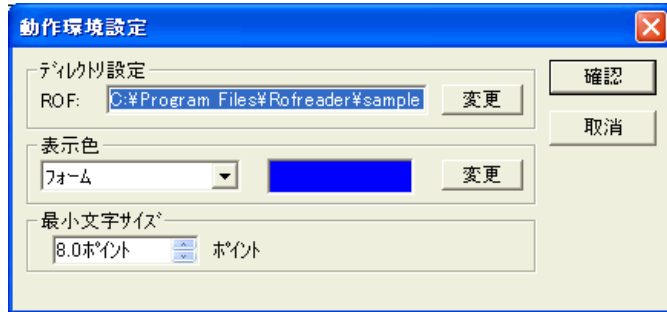 動作環境設定
ﾃﾞｨﾚｸﾄﾘ設定
確認
ROF: C:¥Program Files¥Rofreader¥sample 変更
取消
表示色
ﾌｫｰﾑ 変更
最小文字ｻｲｽﾞ
8.0ﾎﾟｲﾝﾄ ﾎﾟｲﾝﾄ